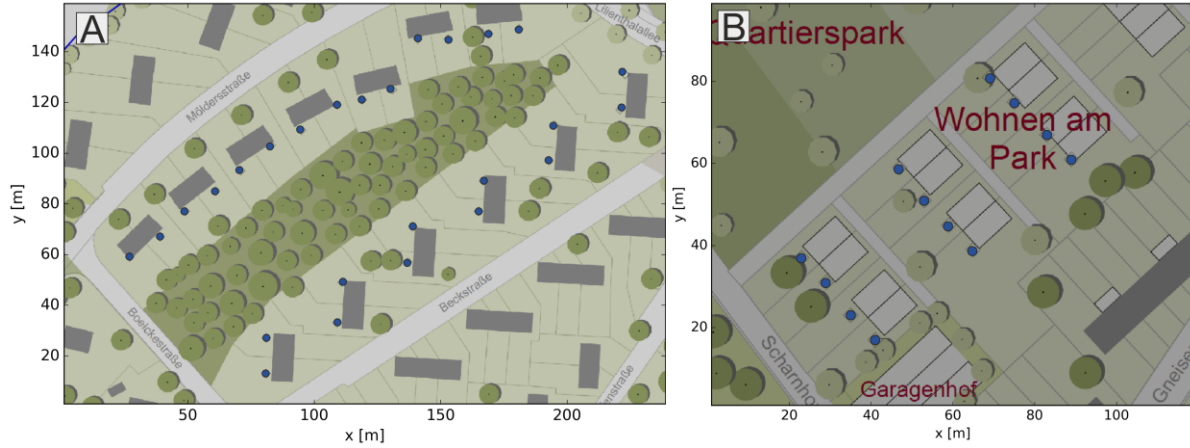 A
Möldersstraße
Lilienthalallee
Boelckestraße
Beckstraße
enstraße
y [m]
140
120
100
80
60
40
20
50
100
150
200
x [m]
B
Quartierspark
Wohnen am
Park
Garagenhof
Scharnho
Gneise
y [m]
80
60
40
20
20
40
60
80
100
x [m]